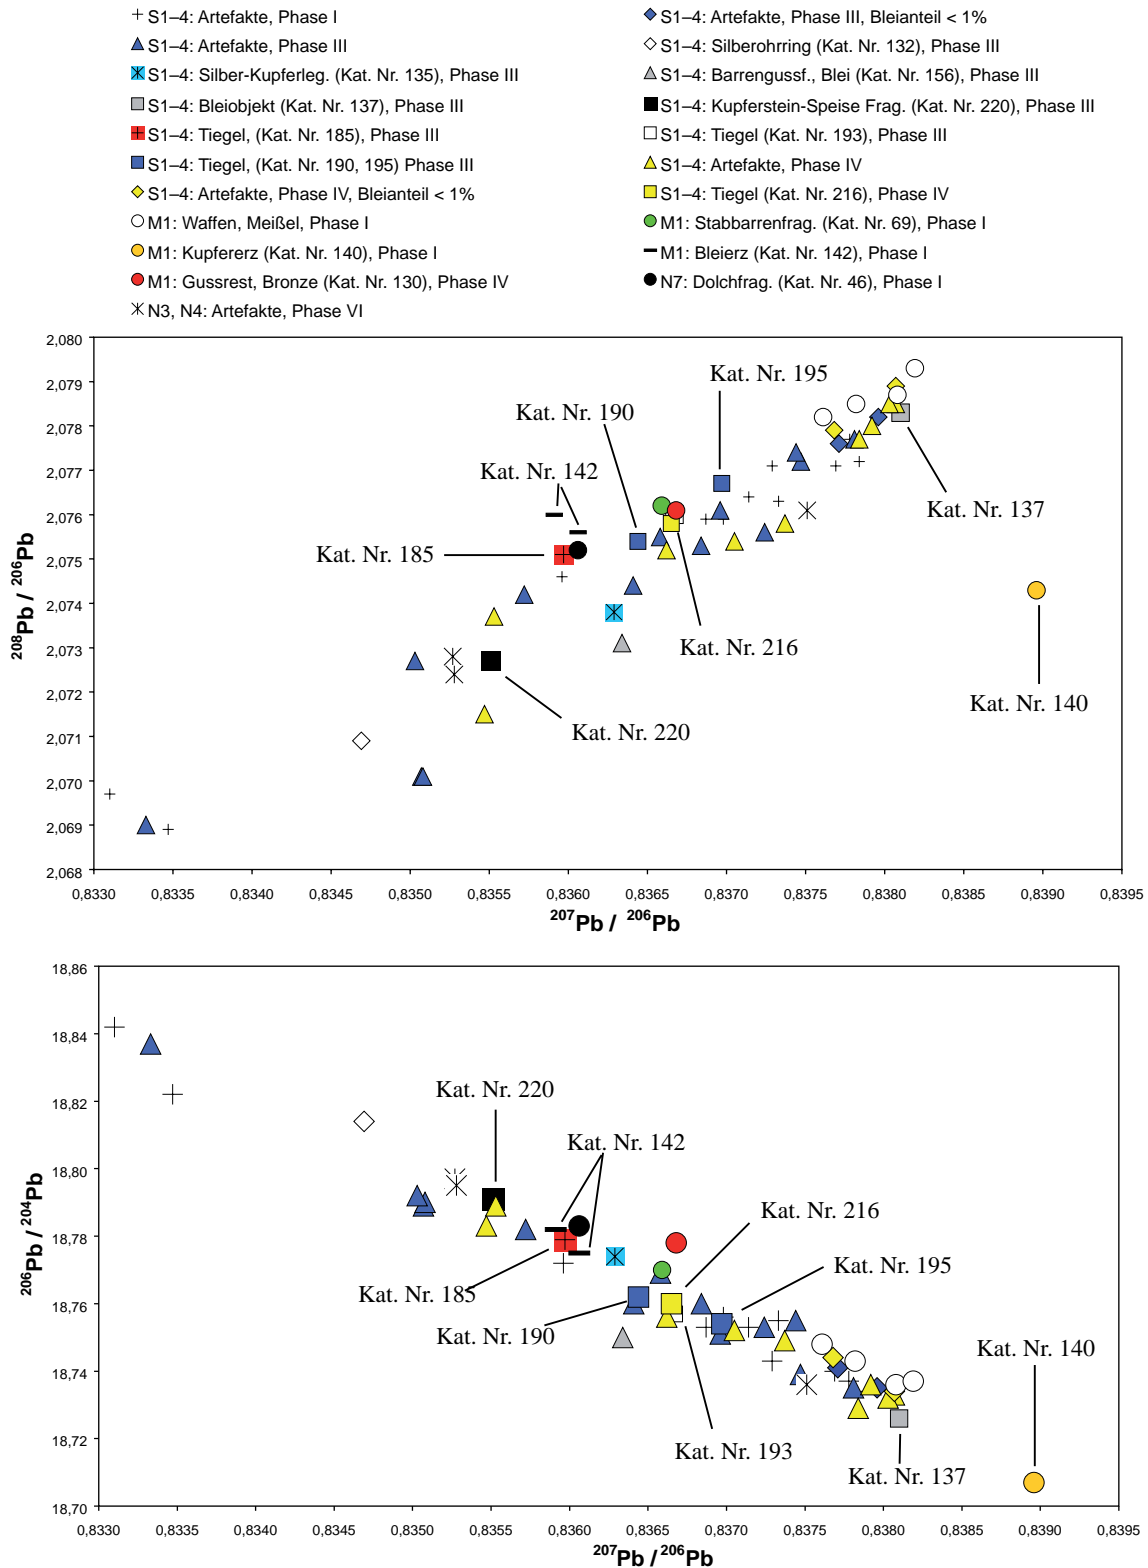 S1–4: Artefakte, Phase I
S1–4: Artefakte, Phase III, Bleianteil < 1%
S1–4: Artefakte, Phase III
S1–4: Silberohrring (Kat. Nr. 132), Phase III
S1–4: Silber-Kupferleg. (Kat. Nr. 135), Phase III
S1–4: Barrengussf., Blei (Kat. Nr. 156), Phase III
S1–4: Bleiobjekt (Kat. Nr. 137), Phase III
S1–4: Kupferstein-Speise Frag. (Kat. Nr. 220), Phase III
S1–4: Tiegel, (Kat. Nr. 185), Phase III
S1–4: Tiegel (Kat. Nr. 193), Phase III
S1–4: Tiegel, (Kat. Nr. 190, 195) Phase III
S1–4: Artefakte, Phase IV
S1–4: Artefakte, Phase IV, Bleianteil < 1%
S1–4: Tiegel (Kat. Nr. 216), Phase IV
M1: Waffen, Meißel, Phase I
M1: Stabbarrenfrag. (Kat. Nr. 69), Phase I
M1: Kupfererz (Kat. Nr. 140), Phase I
M1: Bleierz (Kat. Nr. 142), Phase I
M1: Gussrest, Bronze (Kat. Nr. 130), Phase IV
N7: Dolchfrag. (Kat. Nr. 46), Phase I
N3, N4: Artefakte, Phase VI
2,080
2,079
2,078
2,077
2,076
2,075
2,074
2,073
2,072
2,071
2,070
2,069
2,068
208Pb / 206Pb
Kat. Nr. 195
Kat. Nr. 190
Kat. Nr. 142
Kat. Nr. 137
Kat. Nr. 185
Kat. Nr. 216
Kat. Nr. 140
Kat. Nr. 220
0,8330 0,8335 0,8340 0,8345 0,8350 0,8355 0,8360 0,8365 0,8370 0,8375 0,8380 0,8385 0,8390 0,8395
207Pb / 206Pb
18,86
18,84
18,82
18,80
18,78
18,76
18,74
18,72
18,70
206Pb / 204Pb
Kat. Nr. 220
Kat. Nr. 142
Kat. Nr. 216
Kat. Nr. 195
Kat. Nr. 185
Kat. Nr. 190
Kat. Nr. 140
Kat. Nr. 193
Kat. Nr. 137
0,8330 0,8335 0,8340 0,8345 0,8350 0,8355 0,8360 0,8365 0,8370 0,8375 0,8380 0,8385 0,8390 0,8395
207Pb / 206Pb